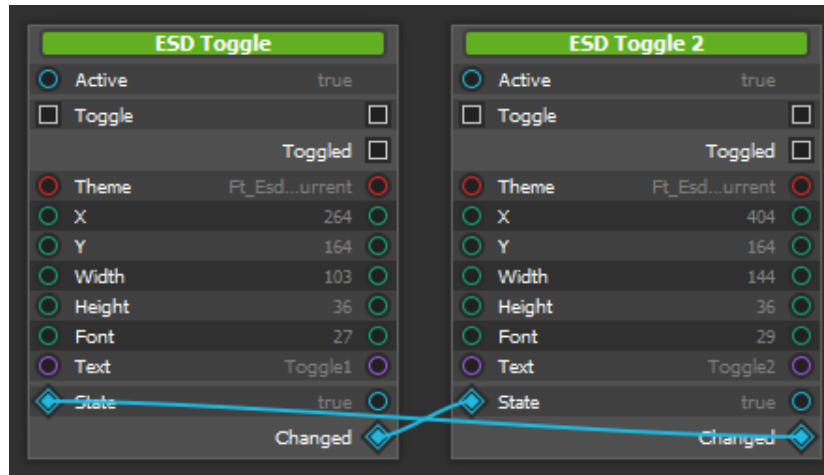 ESD Toggle
Active true
Toggle
Toggled
Theme Ft_Esd...urrent
X 264
Y 164
Width 103
Height 36
Font 27
Text Toggle1
State true
Changed
ESD Toggle 2
Active true
Toggle
Toggled
Theme Ft_Esd...urrent
X 404
Y 164
Width 144
Height 36
Font 29
Text Toggle2
State true
Changed